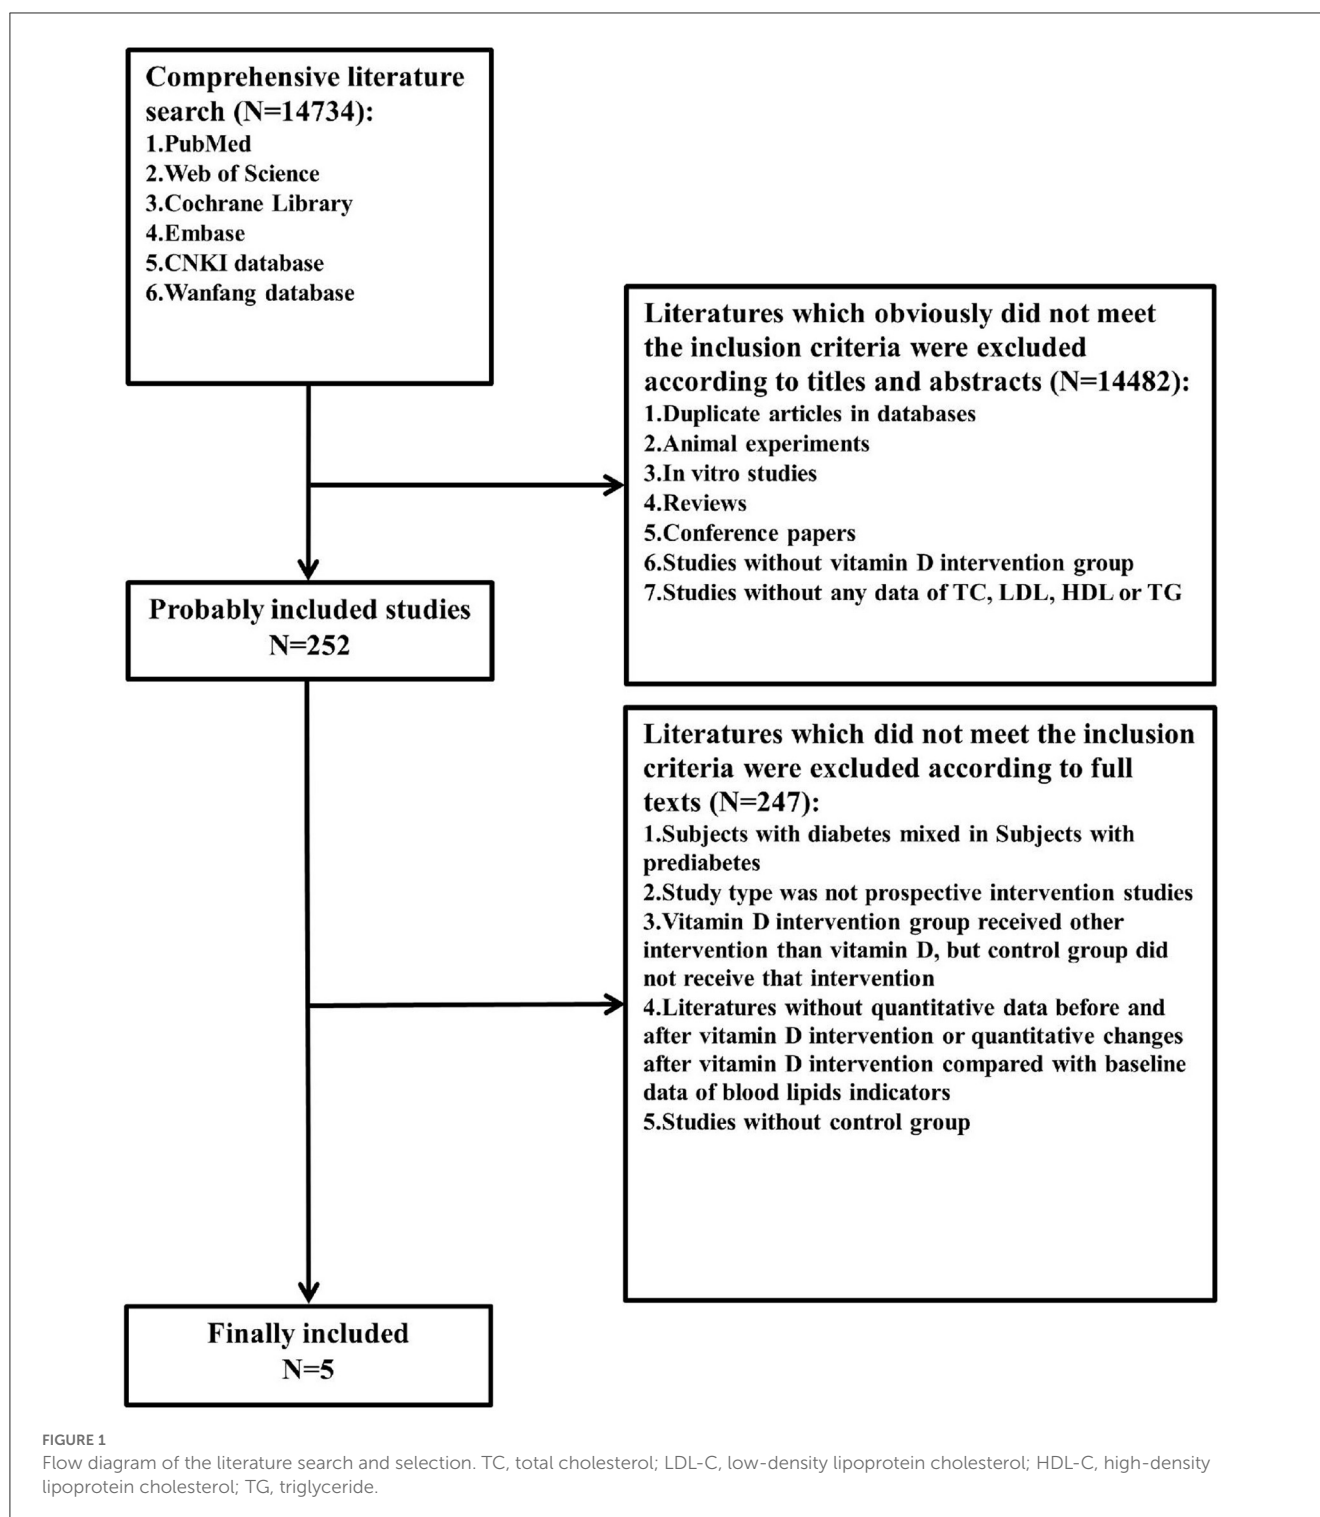 Comprehensive literature
search (N=14734):
1.PubMed
2.Web of Science
3.Cochrane Library
4.Embase
5.CNKI database
6.Wanfang database
Literatures which obviously did not meet
the inclusion criteria were excluded
according to titles and abstracts (N=14482):
1.Duplicate articles in databases
2.Animal experiments
3.In vitro studies
4.Reviews
5.Conference papers
6.Studies without vitamin D intervention group
7.Studies without any data of TC, LDL, HDL or TG
Probably included studies
N=252
Literatures which did not meet the inclusion
criteria were excluded according to full
texts (N=247):
1.Subjects with diabetes mixed in Subjects with
prediabetes
2.Study type was not prospective intervention studies
3.Vitamin D intervention group received other
intervention than vitamin D, but control group did
not receive that intervention
4.Literatures without quantitative data before and
after vitamin D intervention or quantitative changes
after vitamin D intervention compared with baseline
data of blood lipids indicators
5.Studies without control group
Finally included
N=5
FIGURE 1
Flow diagram of the literature search and selection. TC, total cholesterol; LDL-C, low-density lipoprotein cholesterol; HDL-C, high-density
lipoprotein cholesterol; TG, triglyceride.